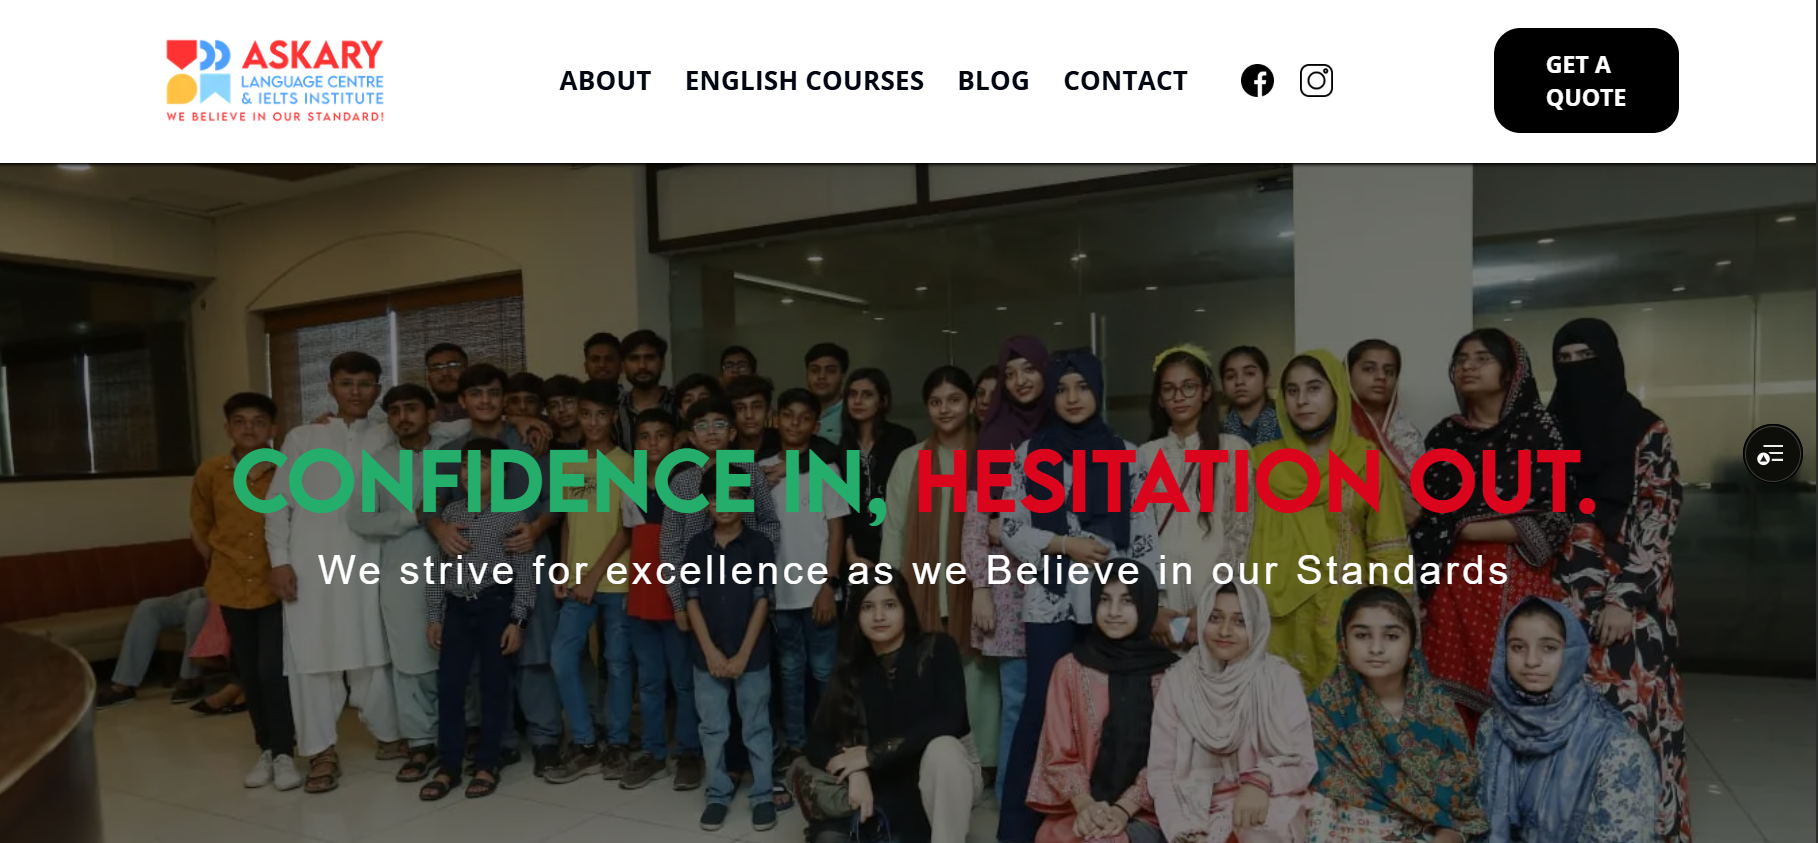 ASKARY
LANGUAGE CENTRE
& IELTS INSTITUTE
WE BELIEVE IN OUR STANDARD!
ABOUT
ENGLISH COURSES
BLOG
CONTACT
GET A
QUOTE
CONFIDENCE IN, HESITATION OUT.
We strive for excellence as we Believe in our Standards